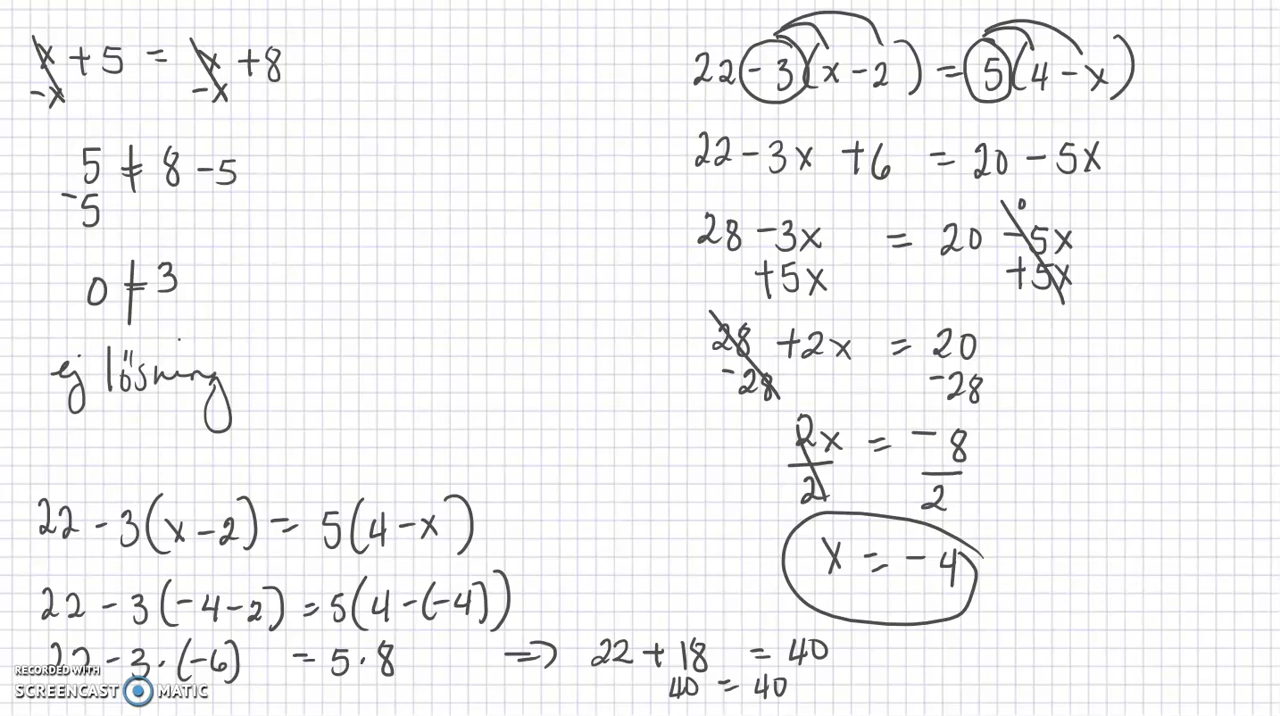 x + 5 = x + 8
-x -x
5 ≠ 8 - 5
-5
0 ≠ 3
ej lösning
22 - 3(x - 2) = 5(4 - x)
22 - 3(-4 - 2) = 5(4 - (-4))
22 - 3 · (-6) = 5 · 8 => 22 + 18 = 40
40 = 40
22 - 3(x - 2) = 5(4 - x)
22 - 3x + 6 = 20 - 5x
0
28 - 3x = 20 - 5x
+5x +5x
28 + 2x = 20
-28 -28
2x = -8
2 2
x = -4
RECORDED WITH
SCREENCAST MATIC